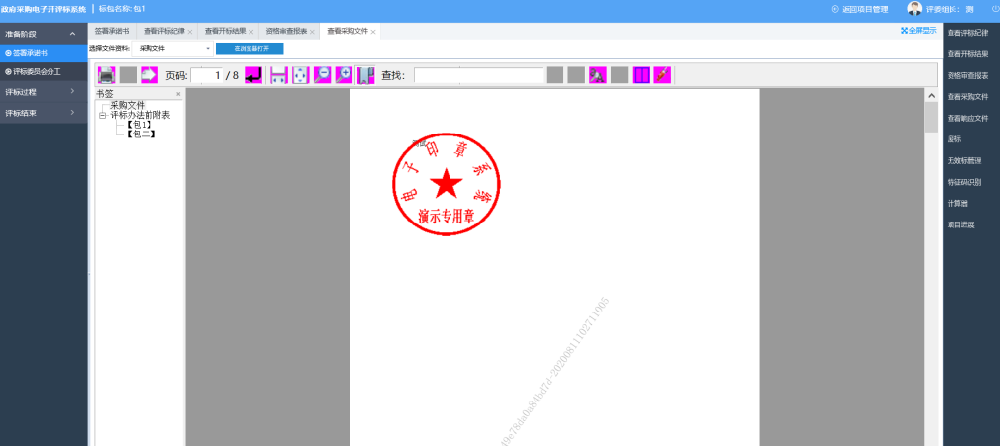 政府采购电子开评标系统 标包名称:包1 返回项目管理 评委组长: 测
准备阶段
签署承诺书
评标委员会分工
评标过程
评标结束
签署承诺书 查看评标纪律 × 查看开标结果 × 资格审查报表 × 查看采购文件 × 全屏显示
选择文件资料: 采购文件 在浏览器打开
页码: 1 / 8 查找:
书签 ×
采购文件
评标办法前附表
【包1】
【包二】
测试
电子印章系统
演示专用章
49e78da0a84bd7d-20200811102711005
查看评标纪律
查看开标结果
资格审查报表
查看采购文件
查看响应文件
废标
无效标管理
特征码识别
计算器
项目进展